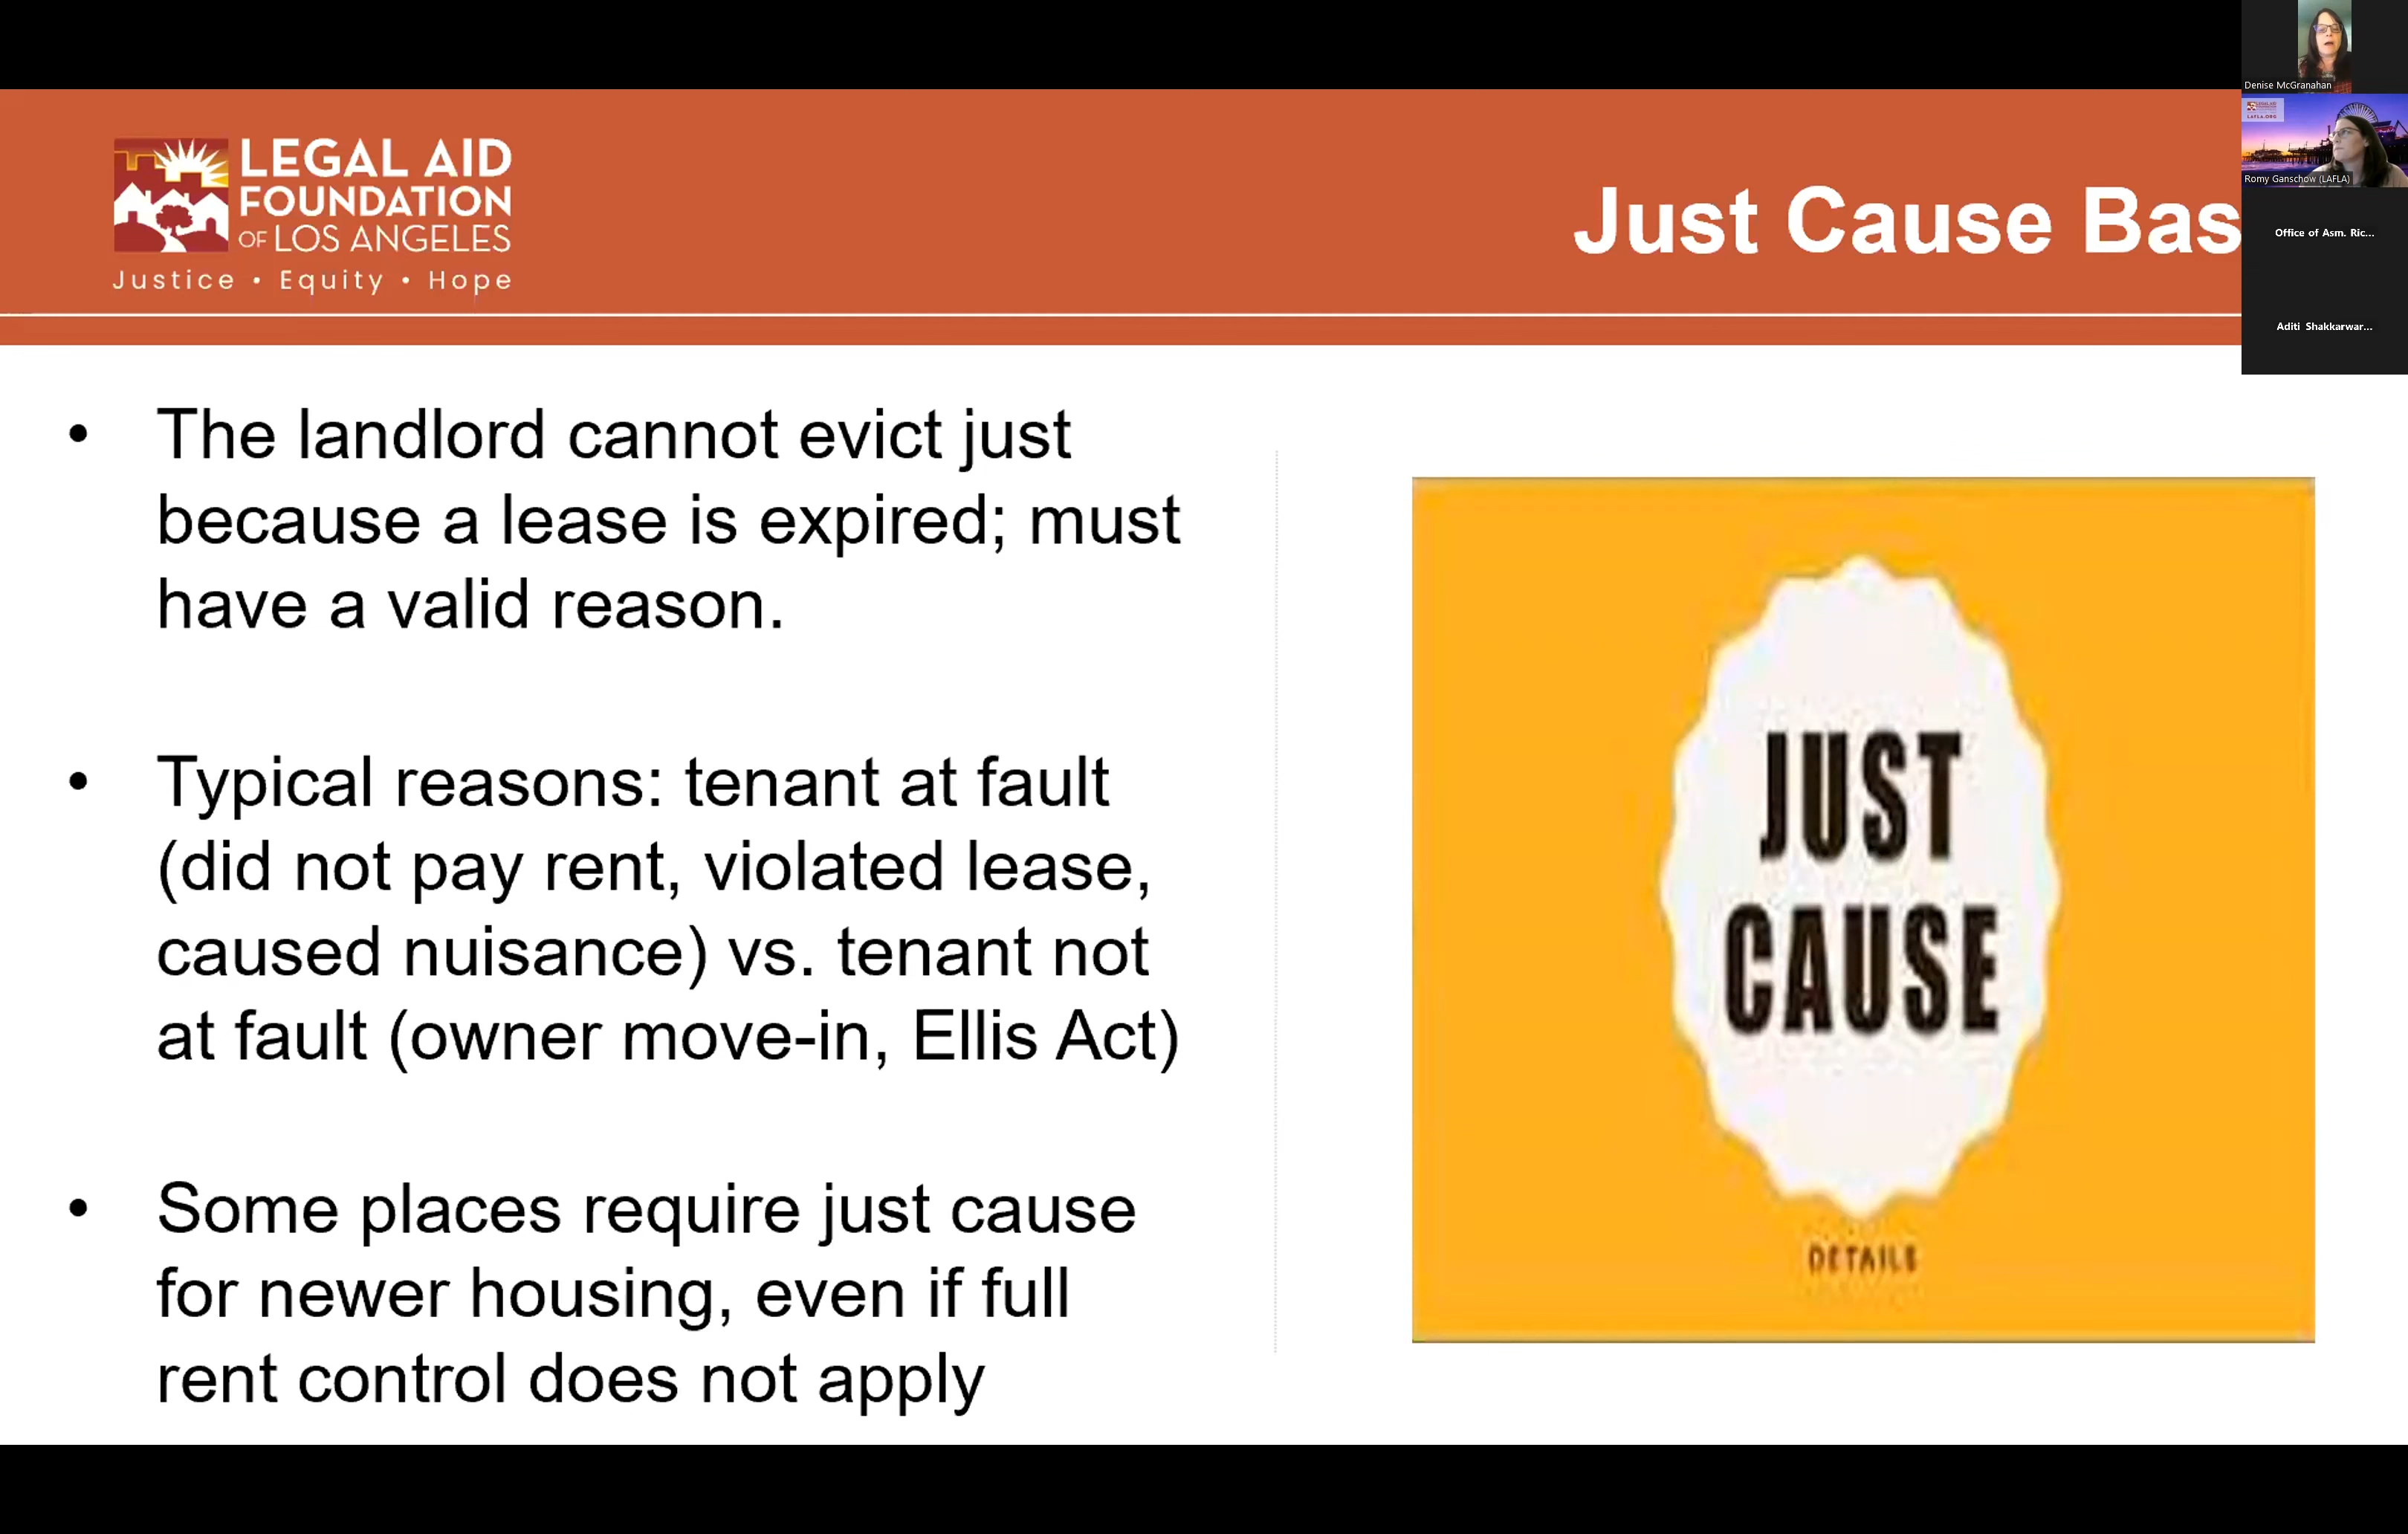 LEGAL AID
FOUNDATION
OF LOS ANGELES
Justice • Equity • Hope
Just Cause Bas
• The landlord cannot evict just
because a lease is expired; must
have a valid reason.
• Typical reasons: tenant at fault
(did not pay rent, violated lease,
caused nuisance) vs. tenant not
at fault (owner move-in, Ellis Act)
• Some places require just cause
for newer housing, even if full
rent control does not apply
JUST
CAUSE
DETAILS
Denise McGranahan
LAFLA.ORG
Romy Ganschow (LAFLA)
Office of Asm. Ric...
Aditi Shakkarwar...